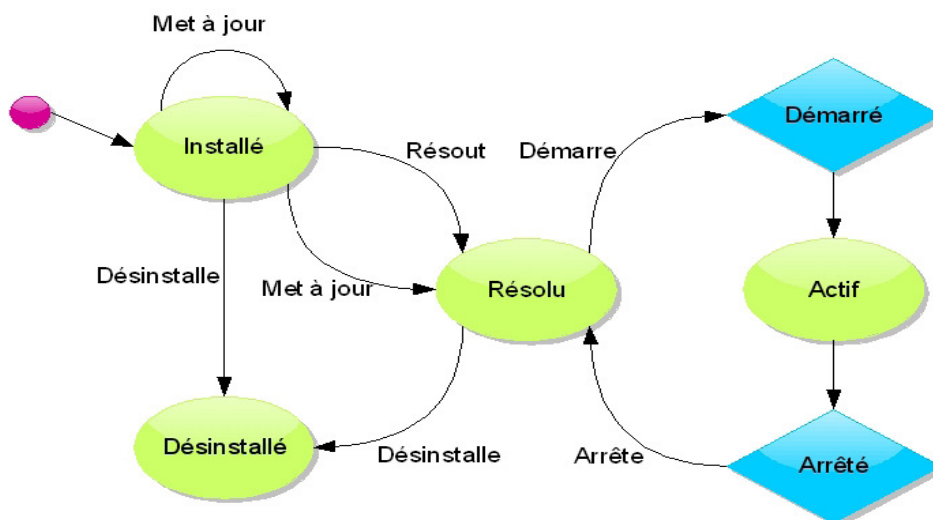 Met à jour
Installé
Démarré
Résout
Démarre
Désinstalle
Met à jour
Résolu
Actif
Désinstallé
Désinstalle
Arrête
Arrêté